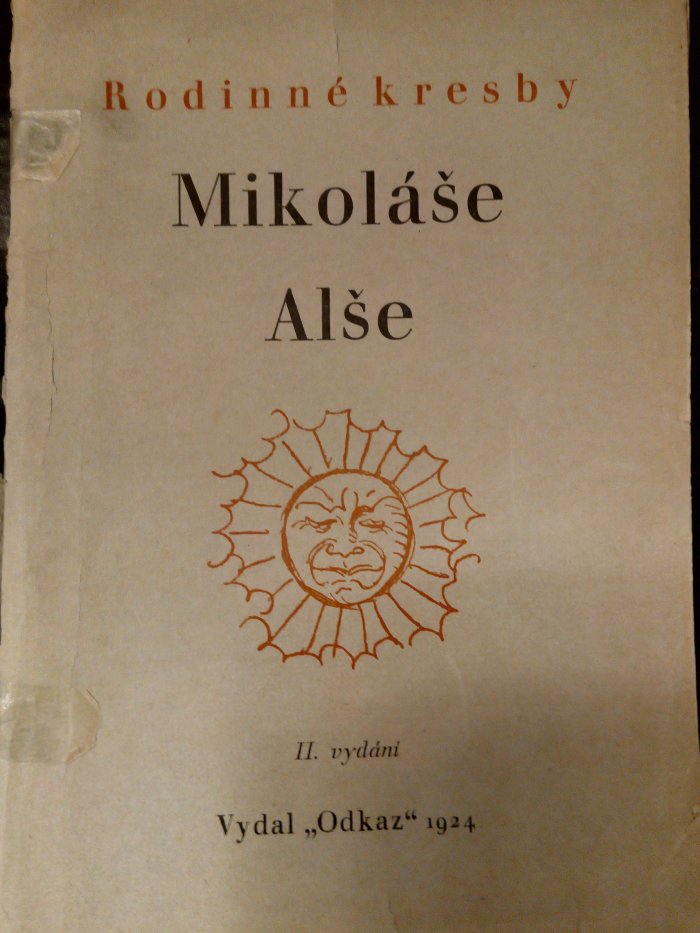 Rodinné kresby
Mikoláše
Alše
II. vydání
Vydal „Odkaz“ 1924